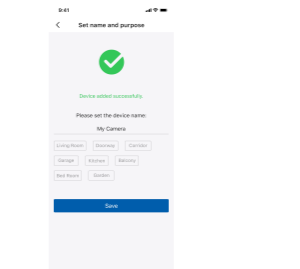 9:41
Set name and purpose
Device added successfully.
Please set the device name:
My Camera
Living Room Doorway Corridor
Garage Kitchen Balcony
Bed Room Garden
Save